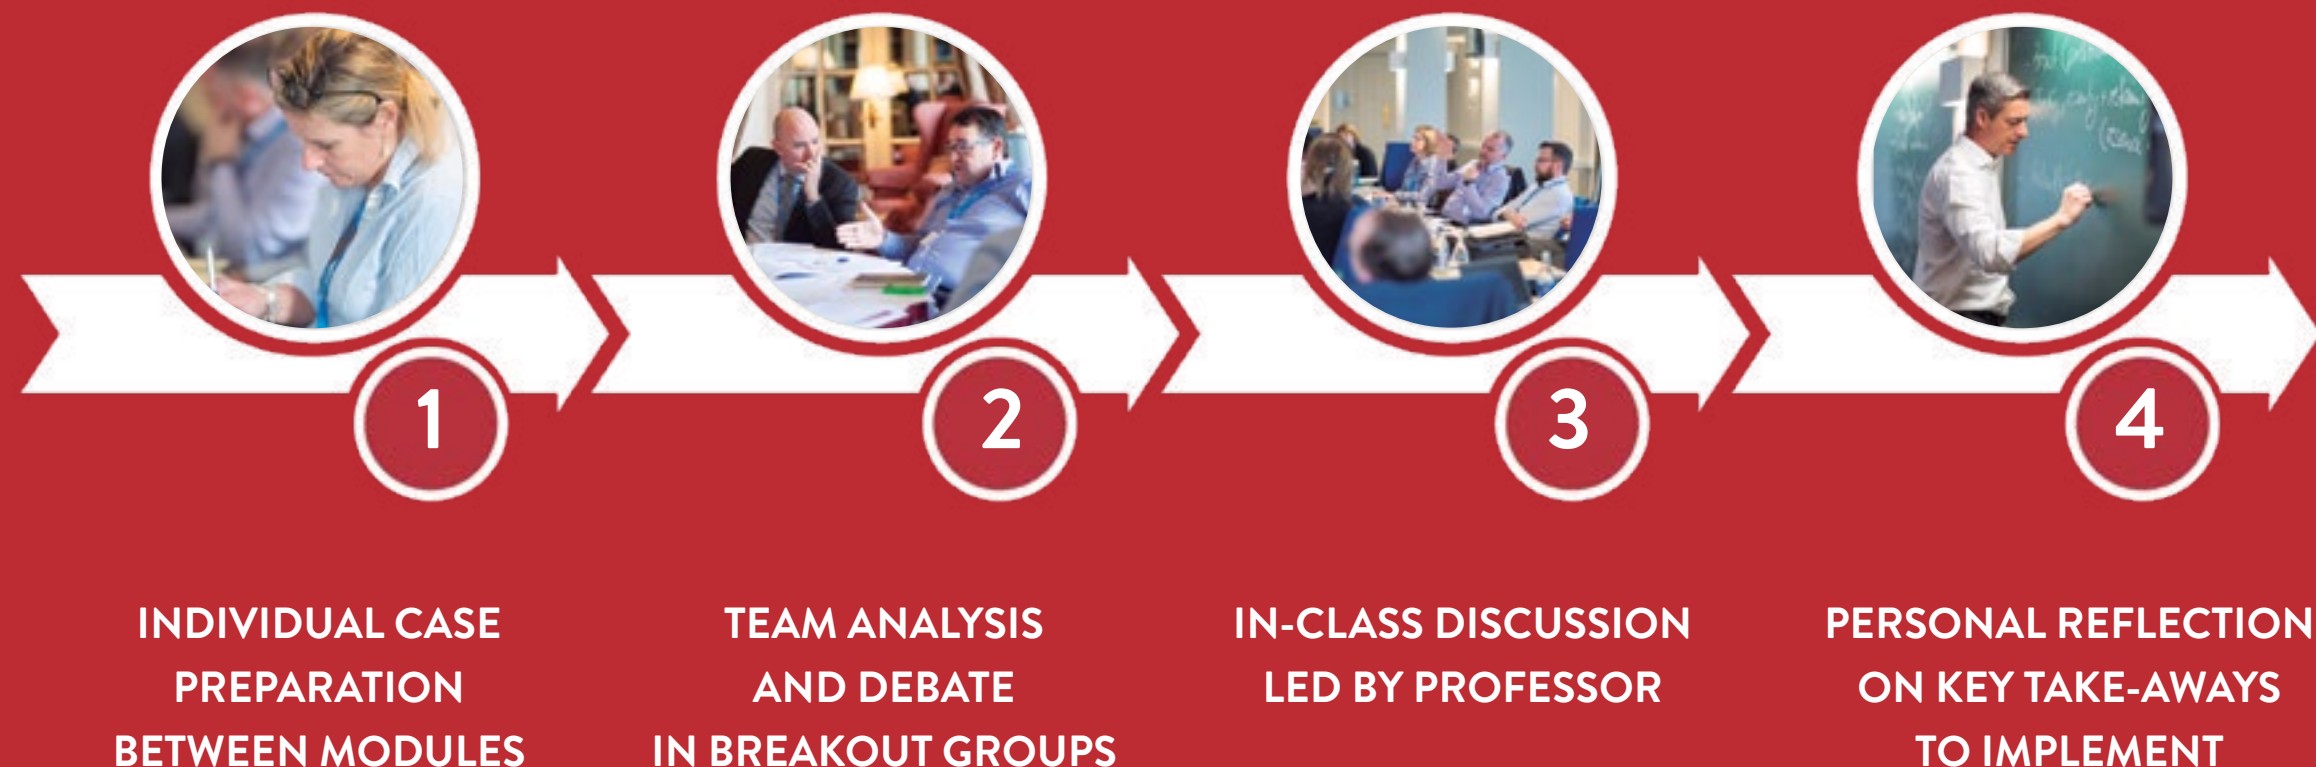 1
2
3
4
INDIVIDUAL CASE
PREPARATION
BETWEEN MODULES
TEAM ANALYSIS
AND DEBATE
IN BREAKOUT GROUPS
IN-CLASS DISCUSSION
LED BY PROFESSOR
PERSONAL REFLECTION
ON KEY TAKE-AWAYS
TO IMPLEMENT